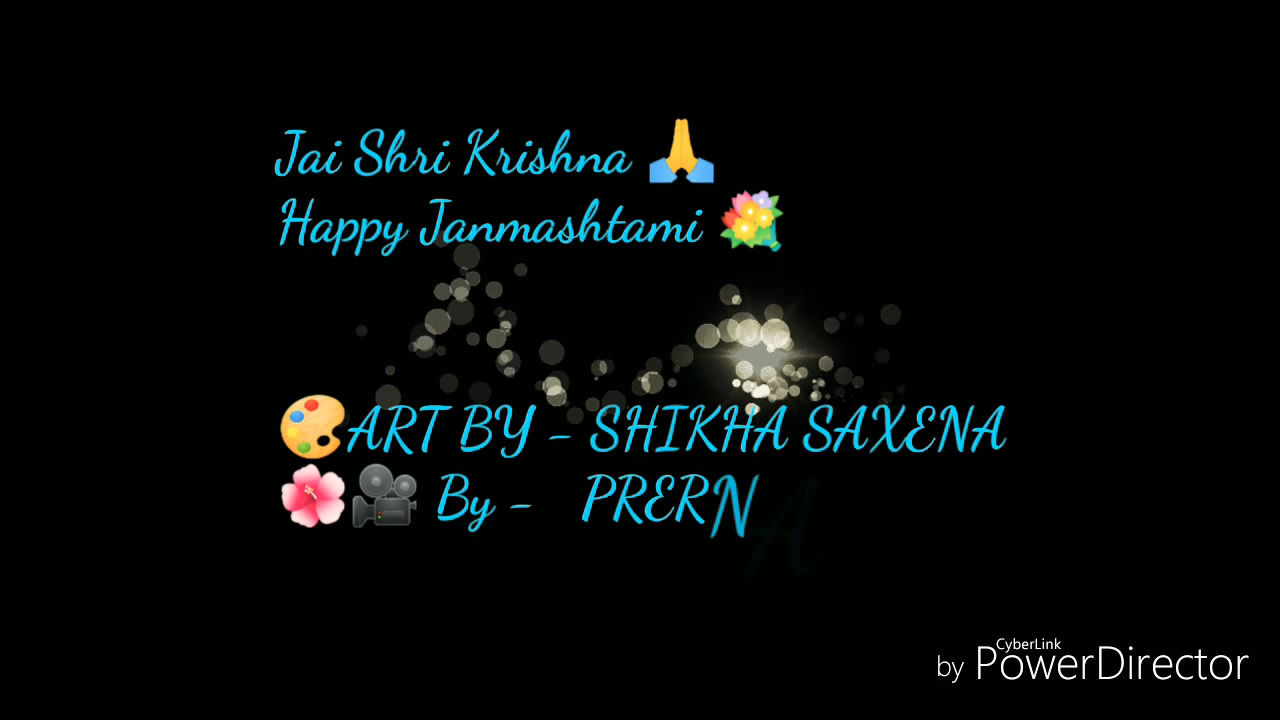 Jai Shri Krishna 🙏
Happy Janmashtami 💐
🎨ART BY - SHIKHA SAXENA
🌺🎥 By - PRERNA
by CyberLink PowerDirector